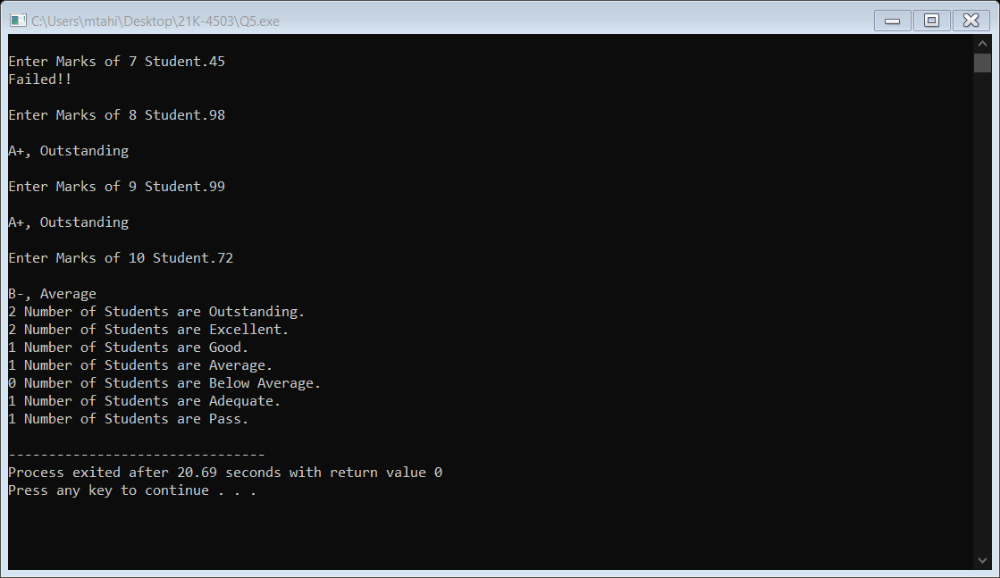 C:\Users\mtahi\Desktop\21K-4503\Q5.exe
Enter Marks of 7 Student.45
Failed!!
Enter Marks of 8 Student.98
A+, Outstanding
Enter Marks of 9 Student.99
A+, Outstanding
Enter Marks of 10 Student.72
B-, Average
2 Number of Students are Outstanding.
2 Number of Students are Excellent.
1 Number of Students are Good.
1 Number of Students are Average.
0 Number of Students are Below Average.
1 Number of Students are Adequate.
1 Number of Students are Pass.
--------------------------------
Process exited after 20.69 seconds with return value 0
Press any key to continue . . .